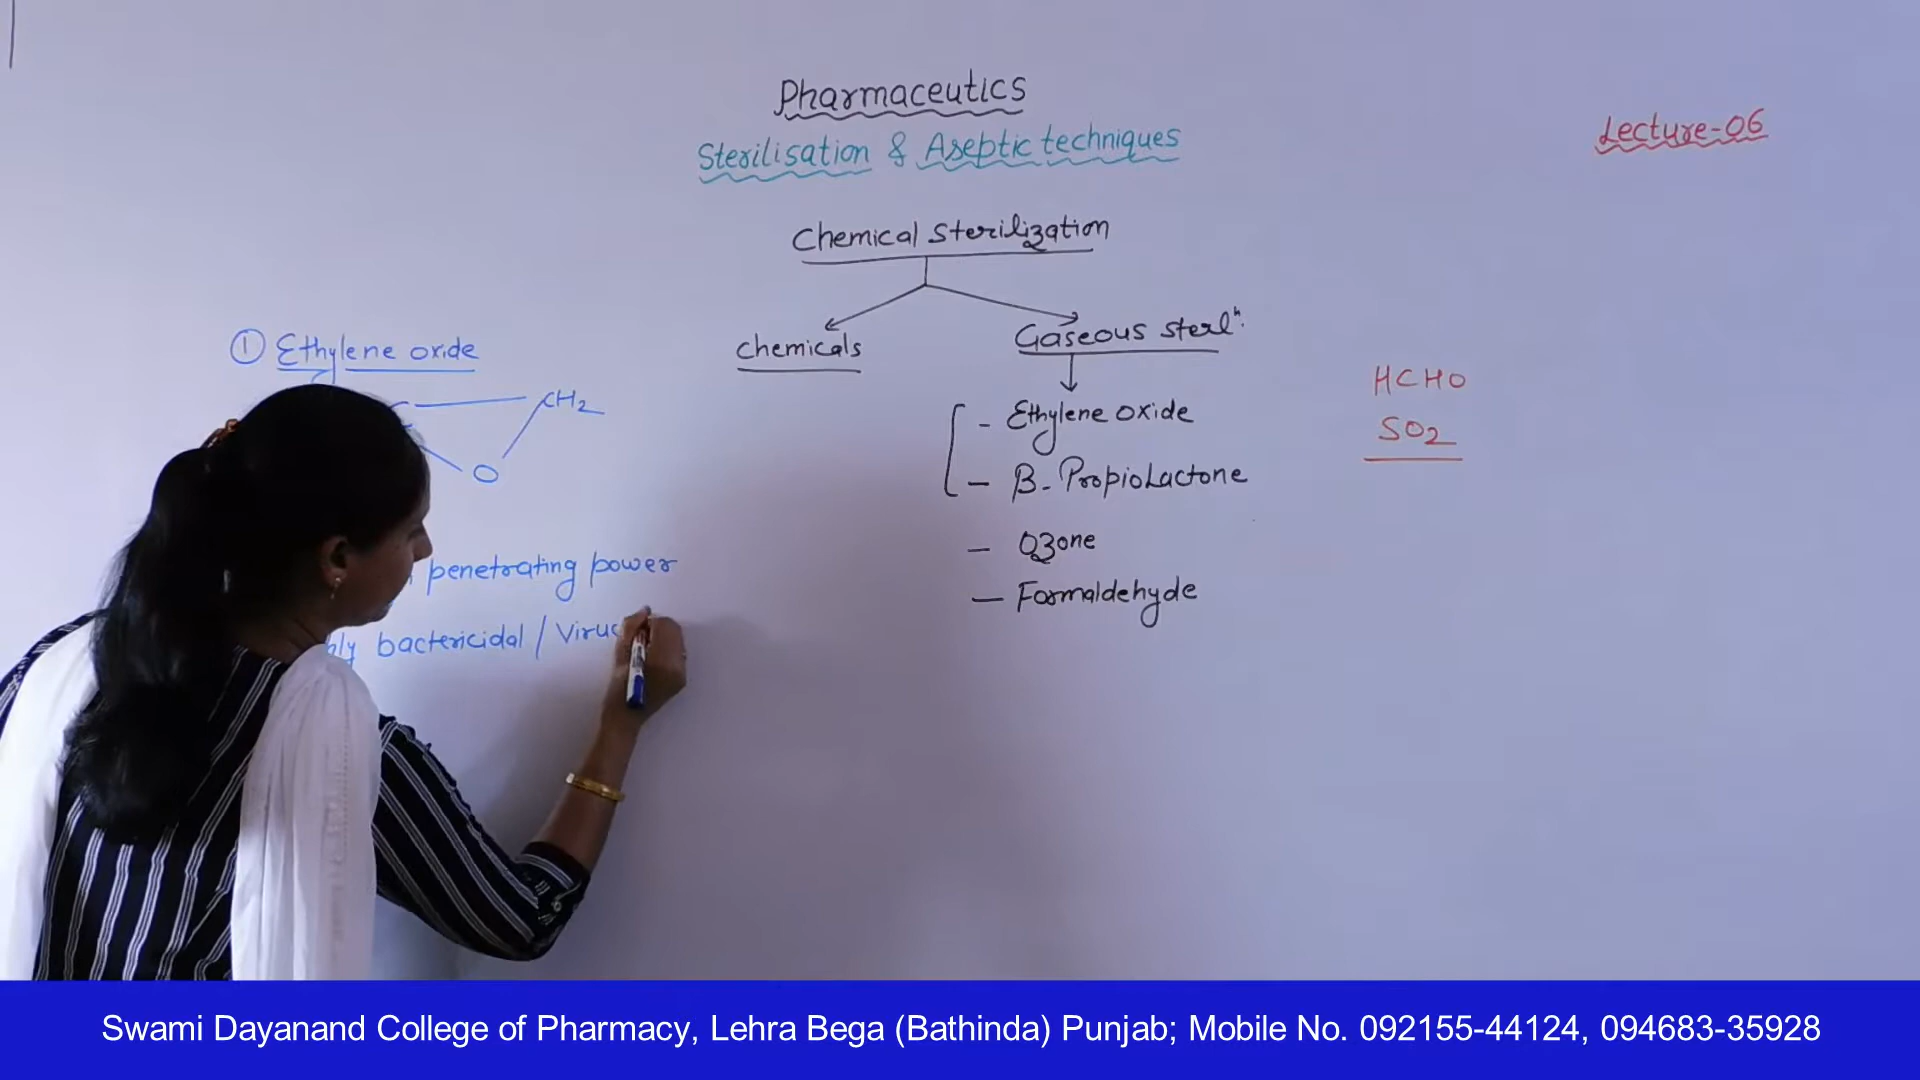 Pharmaceutics
Sterilisation & Aseptic techniques
Lecture-06
Chemical Sterilization
Chemicals
Gaseous sterlⁿ.
- Ethylene oxide
- β-PropioLactone
- Ozone
- Formaldehyde
HCHO
SO2
① Ethylene oxide
CH2
O
penetrating power
bactericidal /
Swami Dayanand College of Pharmacy, Lehra Bega (Bathinda) Punjab; Mobile No. 092155-44124, 094683-35928